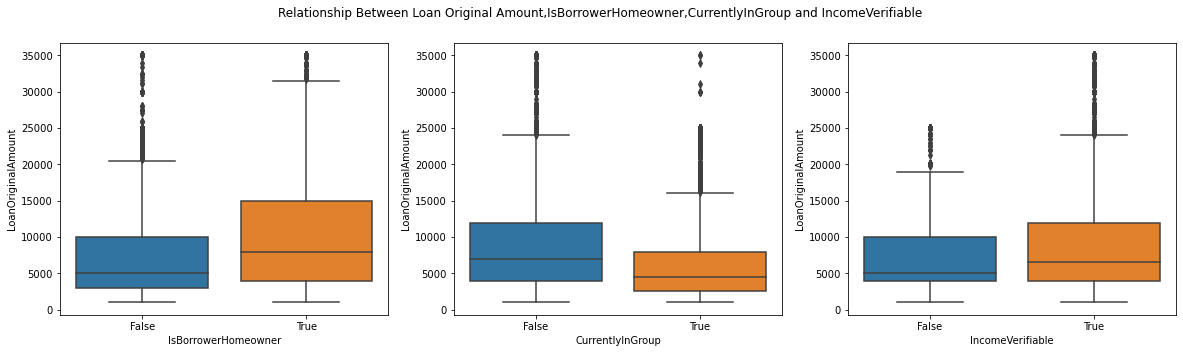 Relationship Between Loan Original Amount,IsBorrowerHomeowner,CurrentlyInGroup and IncomeVerifiable
35000
30000
25000
20000
15000
10000
5000
0
LoanOriginalAmount
False
True
IsBorrowerHomeowner
35000
30000
25000
20000
15000
10000
5000
0
LoanOriginalAmount
False
True
CurrentlyInGroup
35000
30000
25000
20000
15000
10000
5000
0
LoanOriginalAmount
False
True
IncomeVerifiable